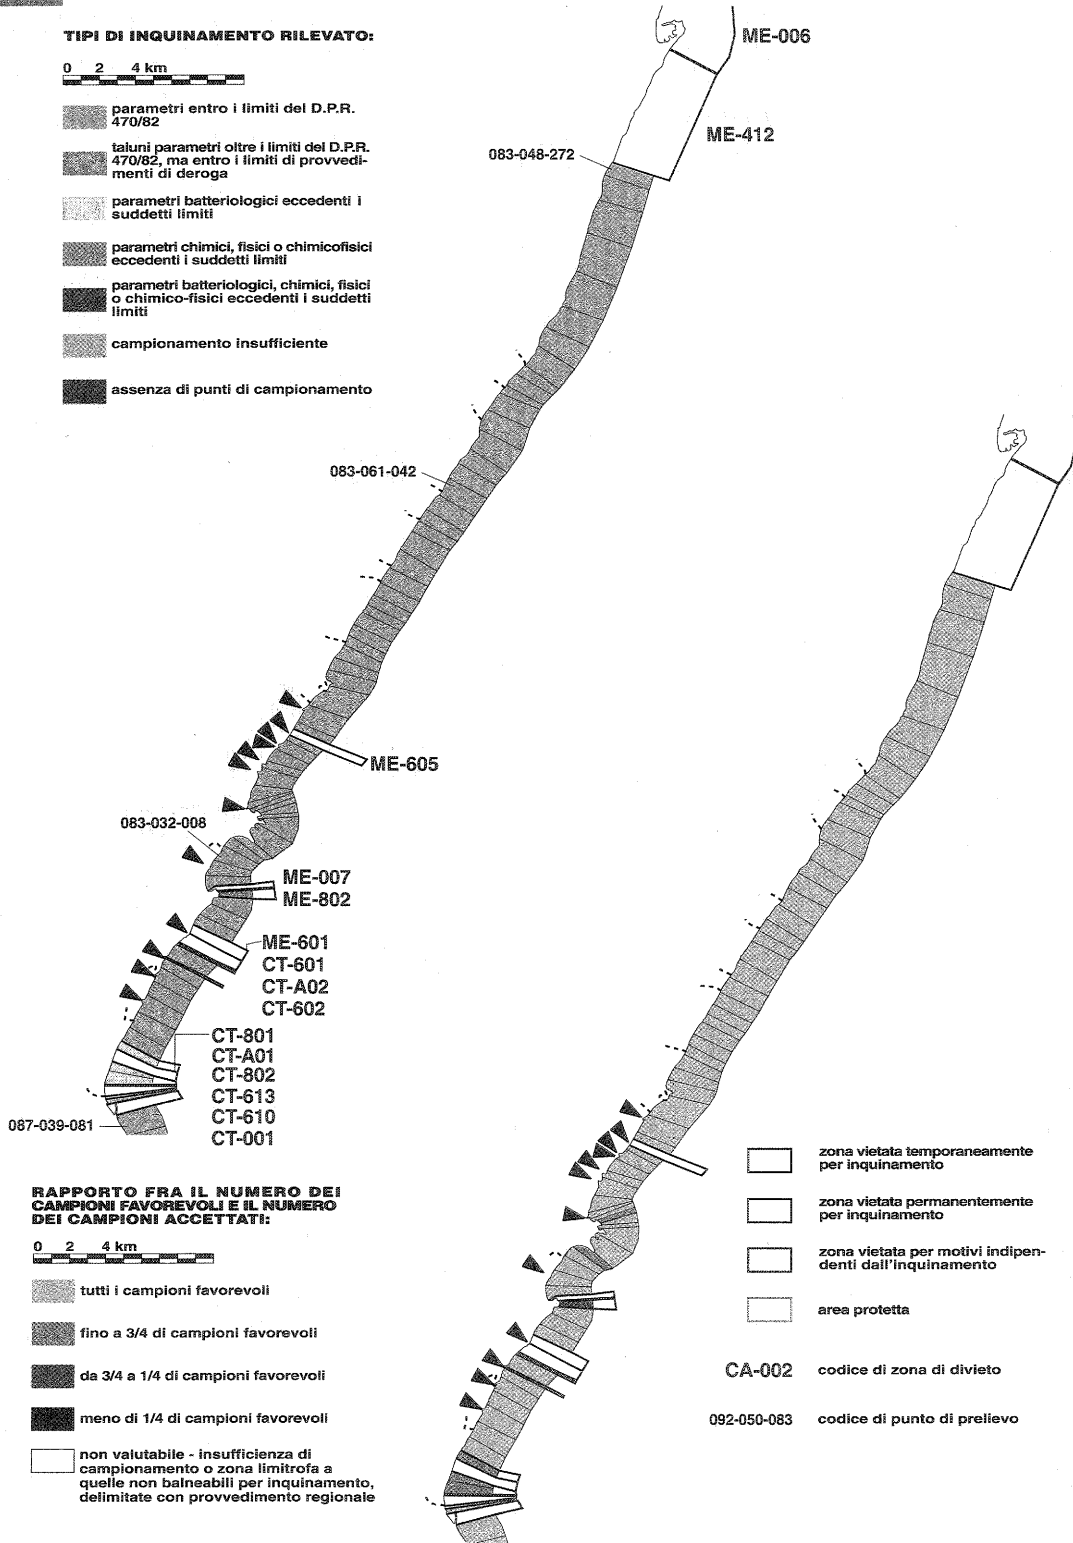 TIPI DI INQUINAMENTO RILEVATO:
0 2 4 km
parametri entro i limiti del D.P.R.
470/82
taluni parametri oltre i limiti del D.P.R.
470/82, ma entro i limiti di provvedi-
menti di deroga
parametri batteriologici eccedenti i
suddetti limiti
parametri chimici, fisici o chimicofisici
eccedenti i suddetti limiti
parametri batteriologici, chimici, fisici
o chimico-fisici eccedenti i suddetti
limiti
campionamento insufficiente
assenza di punti di campionamento
ME-006
ME-412
083-048-272
083-061-042
ME-605
083-032-008
ME-007
ME-802
ME-601
CT-601
CT-A02
CT-602
CT-801
CT-A01
CT-802
CT-613
CT-610
CT-001
087-039-081
RAPPORTO FRA IL NUMERO DEI
CAMPIONI FAVOREVOLI E IL NUMERO
DEI CAMPIONI ACCETTATI:
0 2 4 km
tutti i campioni favorevoli
fino a 3/4 di campioni favorevoli
da 3/4 a 1/4 di campioni favorevoli
meno di 1/4 di campioni favorevoli
non valutabile - insufficienza di
campionamento o zona limitrofa a
quelle non balneabili per inquinamento,
delimitate con provvedimento regionale
zona vietata temporaneamente
per inquinamento
zona vietata permanentemente
per inquinamento
zona vietata per motivi indipen-
denti dall'inquinamento
area protetta
CA-002 codice di zona di divieto
092-050-083 codice di punto di prelievo